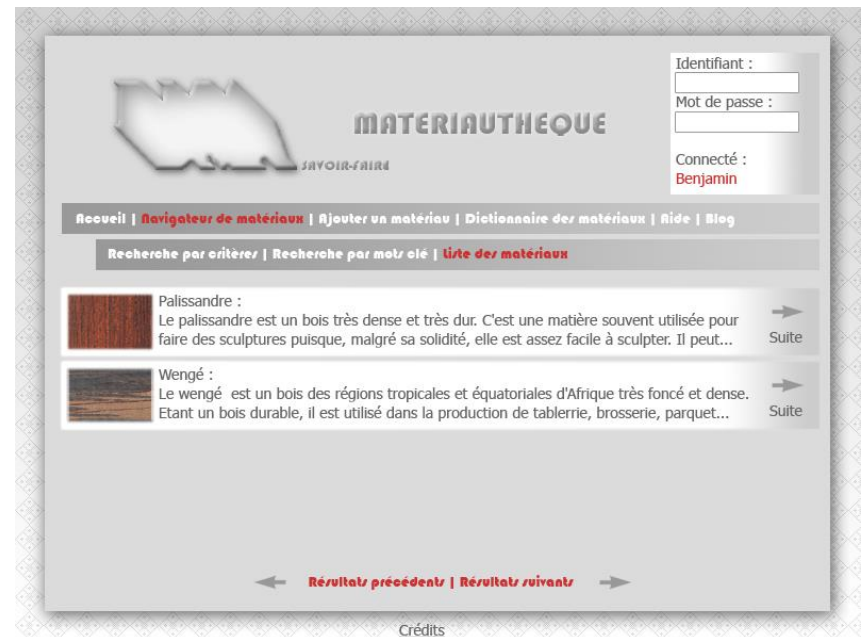 Identifiant :
Mot de passe :
MATERIAUTHEQUE
SAVOIR-FAIRE
Connecté :
Benjamin
Accueil | Navigateur de matériaux | Ajouter un matériau | Dictionnaire des matériaux | Aide | Blog
Recherche par critères | Recherche par mots clé | Liste des matériaux
Palissandre :
Le palissandre est un bois très dense et très dur. C'est une matière souvent utilisée pour
faire des sculptures puisque, malgré sa solidité, elle est assez facile à sculpter. Il peut...
Suite
Wengé :
Le wengé est un bois des régions tropicales et équatoriales d'Afrique très foncé et dense.
Etant un bois durable, il est utilisé dans la production de tablerrie, brosserie, parquet...
Suite
Résultats précédents | Résultats suivants
Crédits